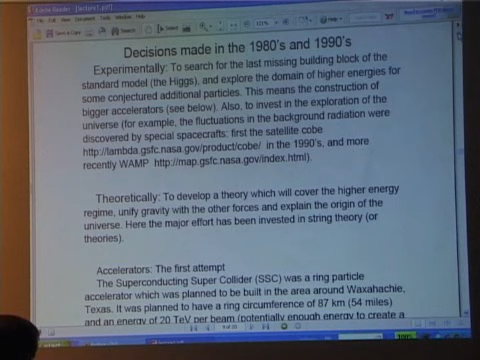 Decisions made in the 1980's and 1990's
Experimentally: To search for the last missing building block of the
standard model (the Higgs), and explore the domain of higher energies for
some conjectured additional particles. This means the construction of
bigger accelerators (see below). Also, to invest in the exploration of the
universe (for example, the fluctuations in the background radiation were
discovered by special spacecrafts: first the satellite cobe
http://lambda.gsfc.nasa.gov/product/cobe/ in the 1990's, and more
recently WAMP http://map.gsfc.nasa.gov/index.html).
Theoretically: To develop a theory which will cover the higher energy
regime, unify gravity with the other forces and explain the origin of the
universe. Here the major effort has been invested in string theory (or
theories).
Accelerators: The first attempt
The Superconducting Super Collider (SSC) was a ring particle
accelerator which was planned to be built in the area around Waxahachie,
Texas. It was planned to have a ring circumference of 87 km (54 miles)
and an energy of 20 TeV per beam (potentially enough energy to create a